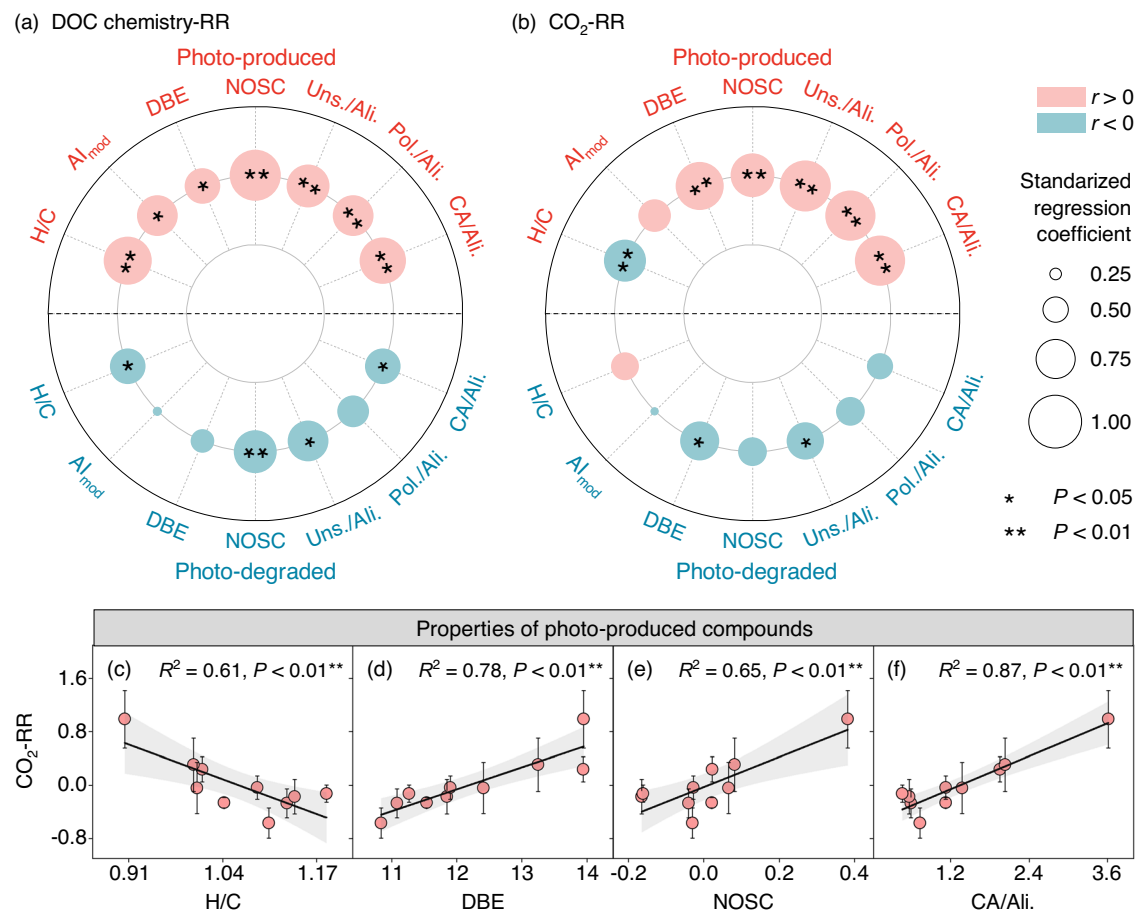 (a) DOC chemistry-RR
(b) CO₂-RR
Photo-produced
H/C
AI_mod
DBE
NOSC
Uns./Ali.
Pol./Ali.
CA/Ali.
**
*
*
**
**
**
**
H/C
AI_mod
DBE
NOSC
Uns./Ali.
Pol./Ali.
CA/Ali.
*
**
*
*
Photo-degraded
Photo-produced
H/C
AI_mod
DBE
NOSC
Uns./Ali.
Pol./Ali.
CA/Ali.
**
**
**
**
**
**
H/C
AI_mod
DBE
NOSC
Uns./Ali.
Pol./Ali.
CA/Ali.
*
*
Photo-degraded
r > 0
r < 0
Standarized
regression
coefficient
0.25
0.50
0.75
1.00
* P < 0.05
** P < 0.01
Properties of photo-produced compounds
(c) R² = 0.61, P < 0.01**
(d) R² = 0.78, P < 0.01**
(e) R² = 0.65, P < 0.01**
(f) R² = 0.87, P < 0.01**
CO₂-RR
1.6
0.8
0.0
-0.8
0.91 1.04 1.17
H/C
11 12 13 14
DBE
-0.2 0.0 0.2 0.4
NOSC
1.2 2.4 3.6
CA/Ali.